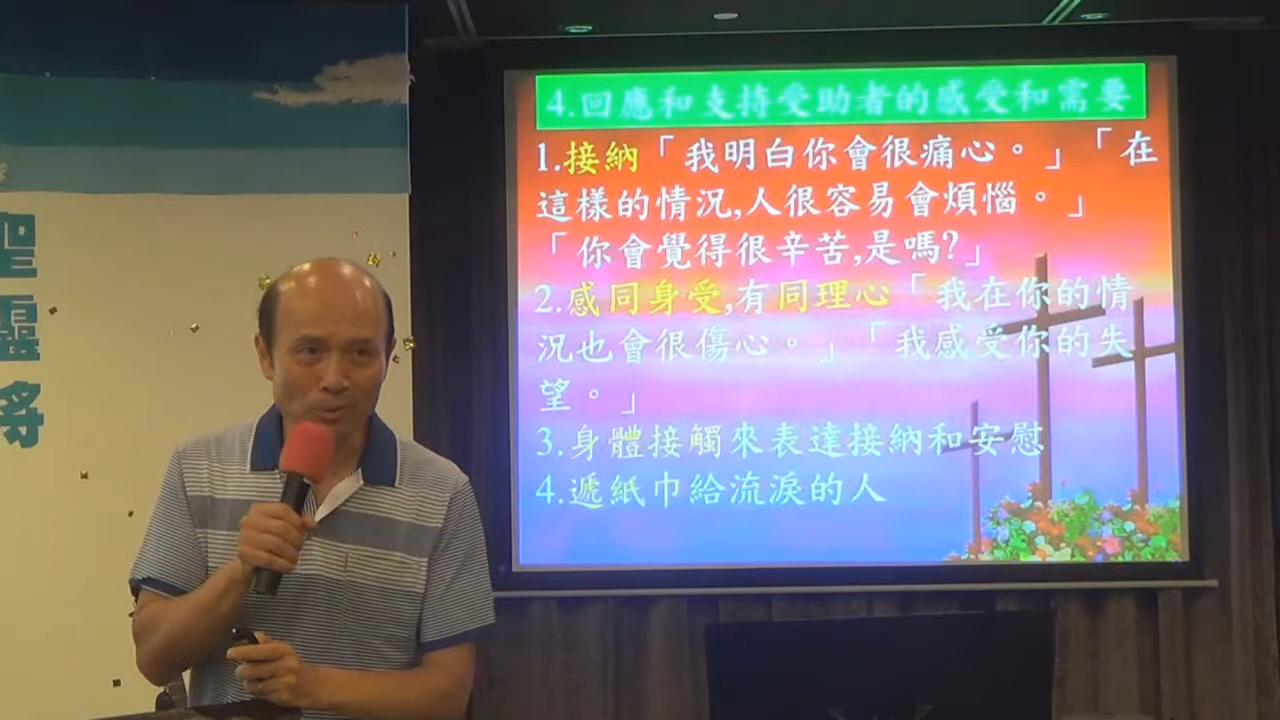 聖靈將
4.回應和支持受助者的感受和需要
1.接納「我明白你會很痛心。」「在
這樣的情況,人很容易會煩惱。」
「你會覺得很辛苦,是嗎?」
2.感同身受,有同理心「我在你的情
況也會很傷心。」「我感受你的失
望。」
3.身體接觸來表達接納和安慰
4.遞紙巾給流淚的人